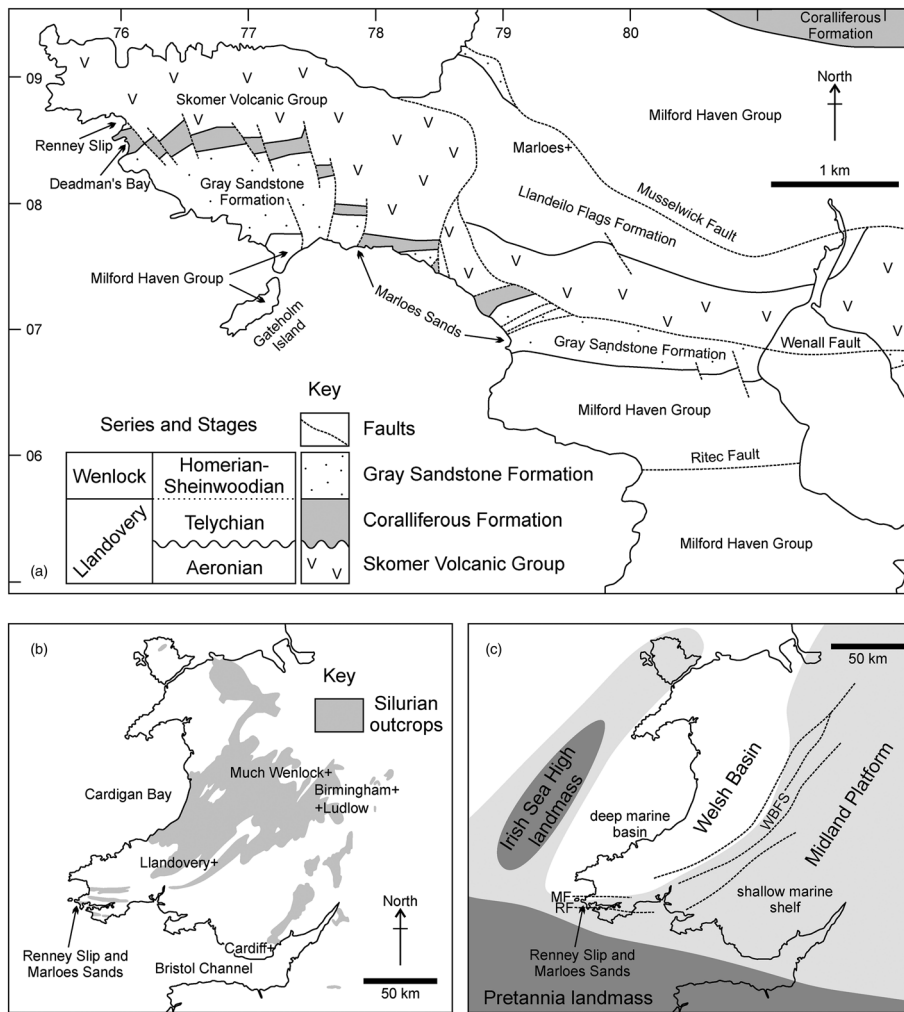 76
77
78
79
80
Coralliferous
Formation
09
North
Skomer Volcanic Group
Milford Haven Group
Renney Slip
Marloes+
Deadman's Bay
1 km
Musselwick Fault
Gray Sandstone
Formation
Llandeilo Flags Formation
08
Milford Haven Group
Gateholm
Island
Marloes Sands
07
Wenall Fault
Gray Sandstone Formation
Key
Series and Stages
Faults
Milford Haven Group
Wenlock
Homerian-
Sheinwoodian
Gray Sandstone Formation
06
Ritec Fault
Llandovery
Telychian
Coralliferous Formation
Aeronian
Skomer Volcanic Group
Milford Haven Group
(a)
V V
(b)
Key
Silurian
outcrops
Much Wenlock+
Birmingham+
+Ludlow
Cardigan Bay
Llandovery+
North
Renney Slip and
Marloes Sands
Cardiff+
Bristol Channel
50 km
(c)
50 km
Irish Sea High
landmass
Welsh Basin
deep marine
basin
WBFS
Midland Platform
shallow marine
shelf
MF
RF
Renney Slip and
Marloes Sands
Pretannia landmass